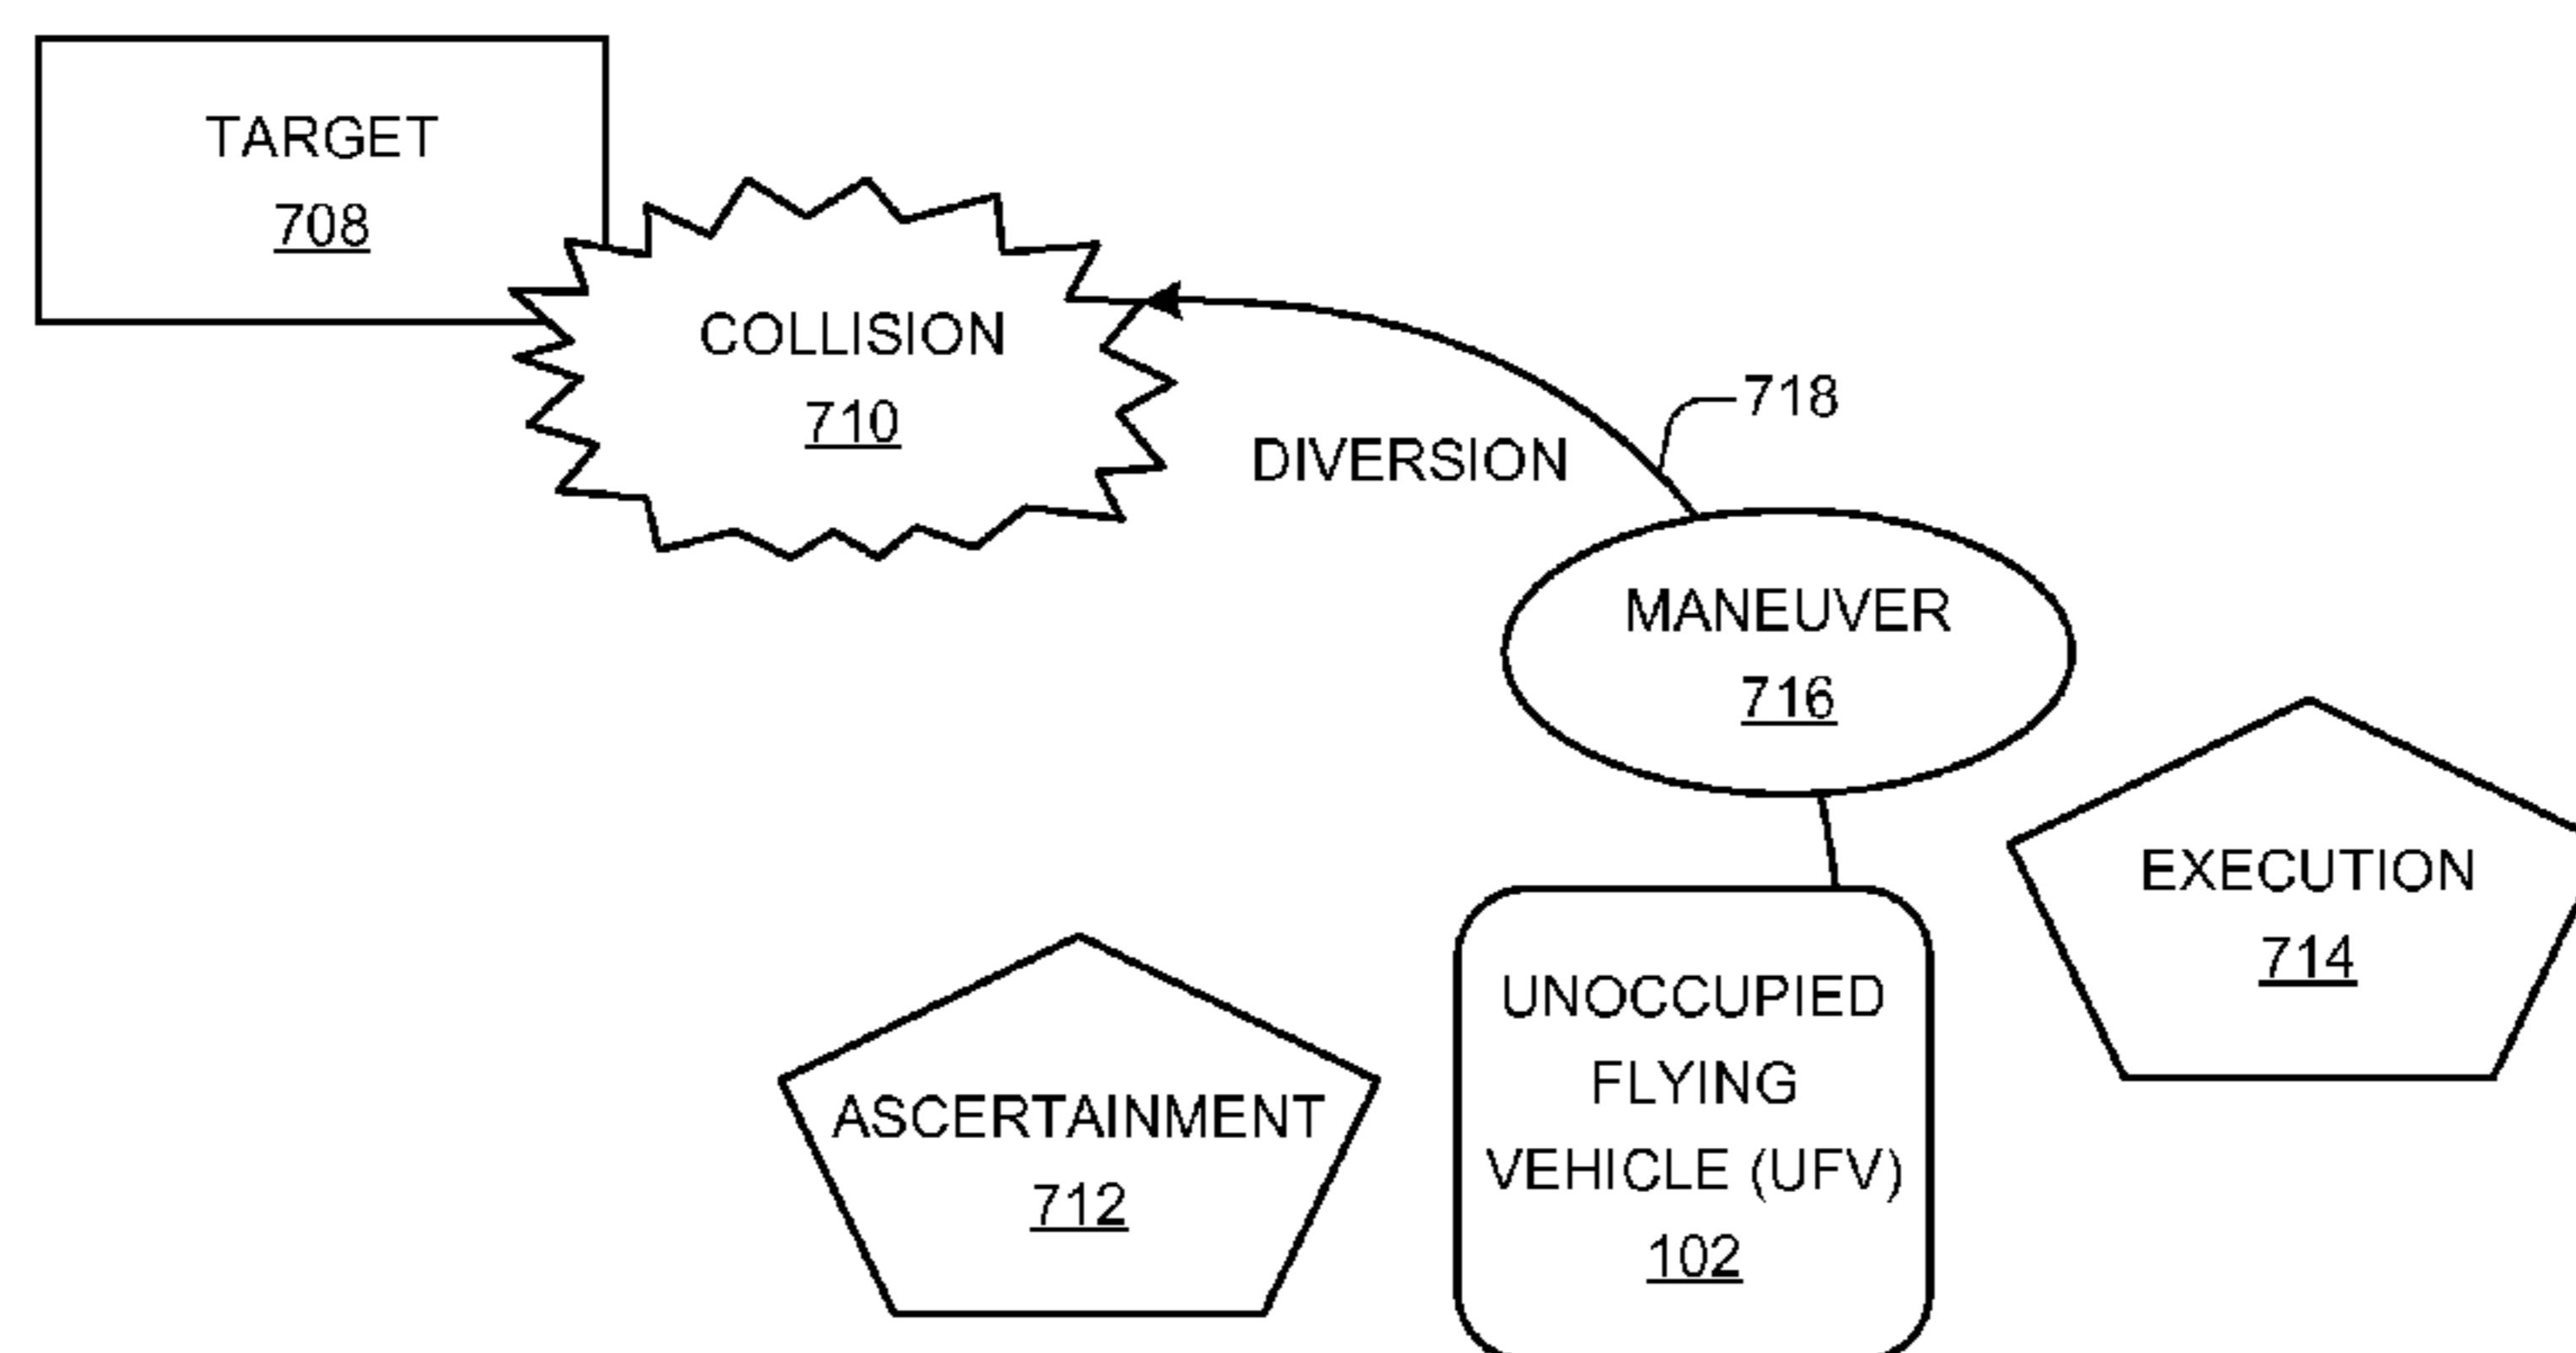 TARGET
708
COLLISION
710
718
DIVERSION
MANEUVER
716
EXECUTION
714
UNOCCUPIED
FLYING
VEHICLE (UFV)
102
ASCERTAINMENT
712